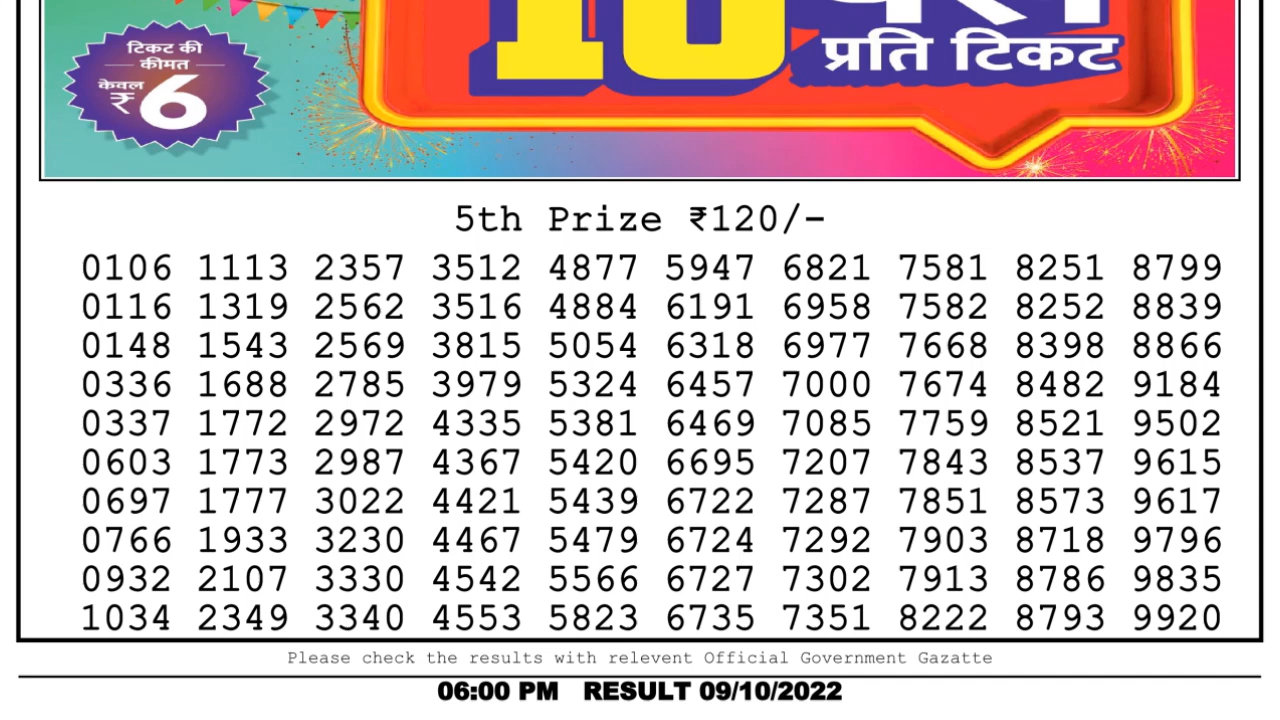 10
प्रति टिकट
टिकट की
कीमत
केवल
₹6
5th Prize ₹120/-
0106 1113 2357 3512 4877 5947 6821 7581 8251 8799
0116 1319 2562 3516 4884 6191 6958 7582 8252 8839
0148 1543 2569 3815 5054 6318 6977 7668 8398 8866
0336 1688 2785 3979 5324 6457 7000 7674 8482 9184
0337 1772 2972 4335 5381 6469 7085 7759 8521 9502
0603 1773 2987 4367 5420 6695 7207 7843 8537 9615
0697 1777 3022 4421 5439 6722 7287 7851 8573 9617
0766 1933 3230 4467 5479 6724 7292 7903 8718 9796
0932 2107 3330 4542 5566 6727 7302 7913 8786 9835
1034 2349 3340 4553 5823 6735 7351 8222 8793 9920
Please check the results with relevent Official Government Gazatte
06:00 PM RESULT 09/10/2022